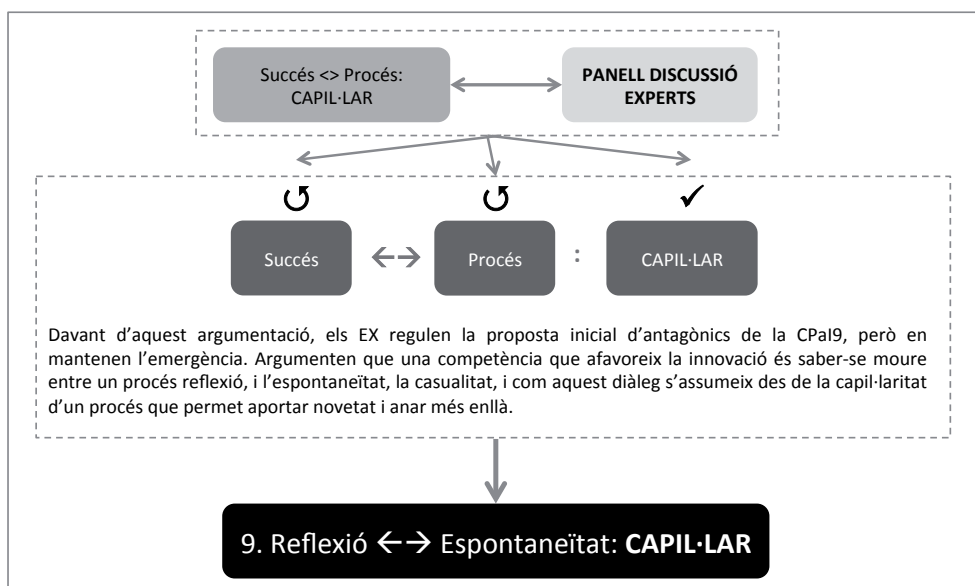 Succés <> Procés:
CAPIL·LAR
PANELL DISCUSSIÓ
EXPERTS
Succés
Procés
:
CAPIL·LAR
Davant d’aquest argumentació, els EX regulen la proposta inicial d’antagònics de la CPaI9, però en
mantenen l’emergència. Argumenten que una competència que afavoreix la innovació és saber-se moure
entre un procés reflexió, i l’espontaneïtat, la casualitat, i com aquest diàleg s’assumeix des de la capil·laritat
d’un procés que permet aportar novetat i anar més enllà.
9. Reflexió ←→ Espontaneïtat: CAPIL·LAR